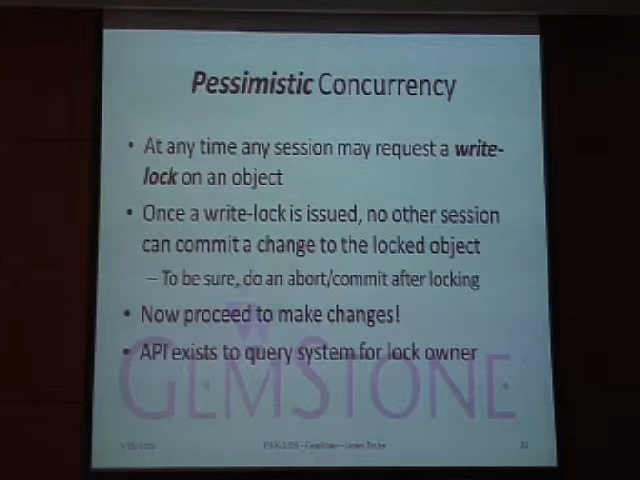 Pessimistic Concurrency
• At any time any session may request a write-
lock on an object
• Once a write-lock is issued, no other session
can commit a change to the locked object
– To be sure, do an abort/commit after locking
• Now proceed to make changes!
• API exists to query system for lock owner
GEMSTONE